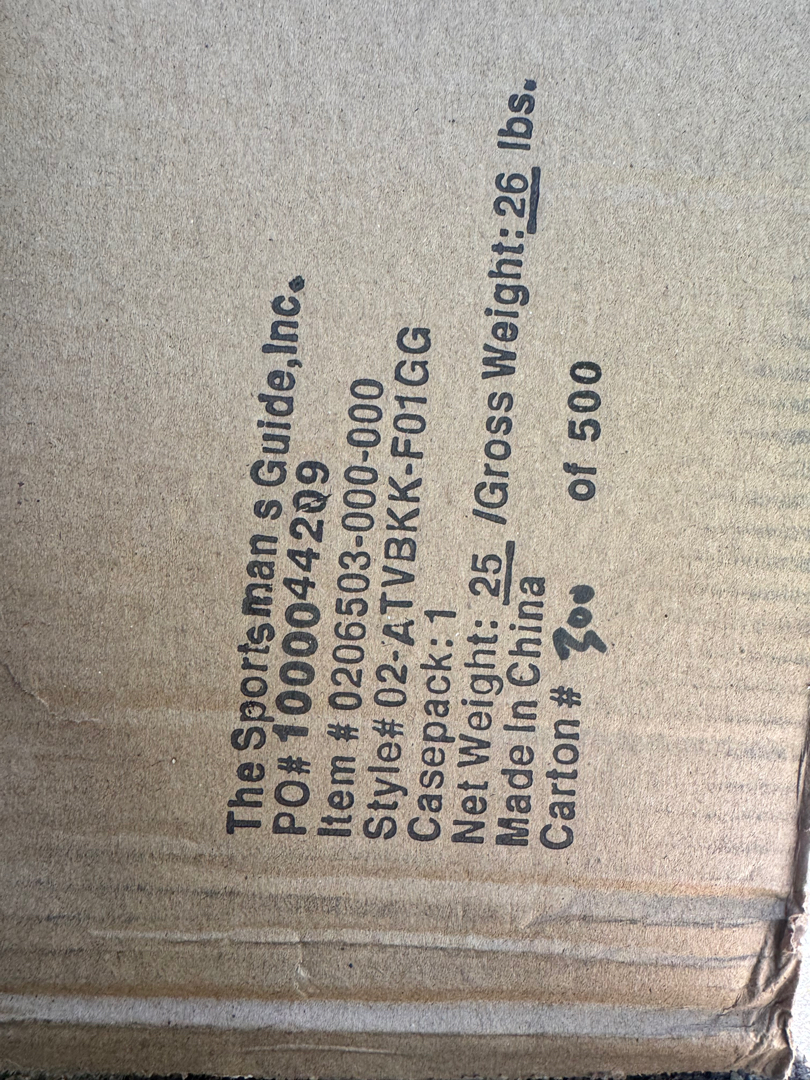 The Sportsman s Guide,Inc.
PO# 1000044209
Item # 0206503-000-000
Style# 02-ATVBKK-F01GG
Casepack: 1
Net Weight: 25 /Gross Weight: 26 lbs.
Made In China
Carton # 300 of 500